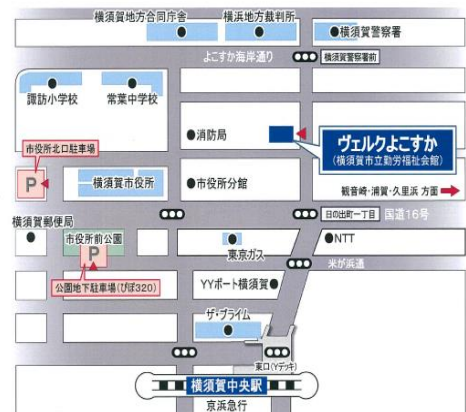 横須賀地方合同庁舎
横浜地方裁判所
横須賀警察署
よこすか海岸通り
横須賀警察署前
諏訪小学校
常葉中学校
消防局
ヴェルクよこすか
(横須賀市立勤労福祉会館)
市役所北口駐車場
P
横須賀市役所
市役所分館
観音崎・浦賀・久里浜 方面
日の出町一丁目
国道16号
横須賀郵便局
市役所前公園
P
東京ガス
NTT
米が浜通
公園地下駐車場(ぴぽ320)
YYポート横須賀
ザ・プライム
東口(Yデッキ)
横須賀中央駅
京浜急行